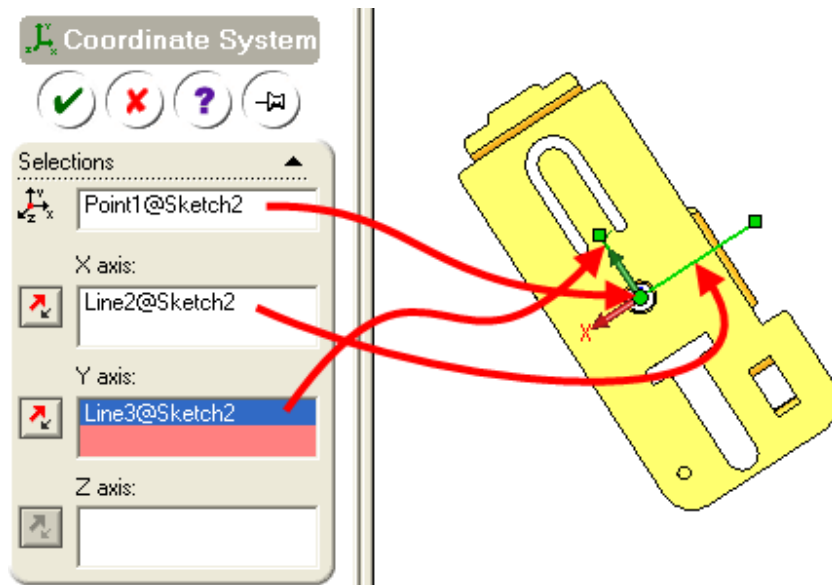 Coordinate System
Selections
Point1@Sketch2
X axis:
Line2@Sketch2
Y axis:
Line3@Sketch2
Z axis:
X